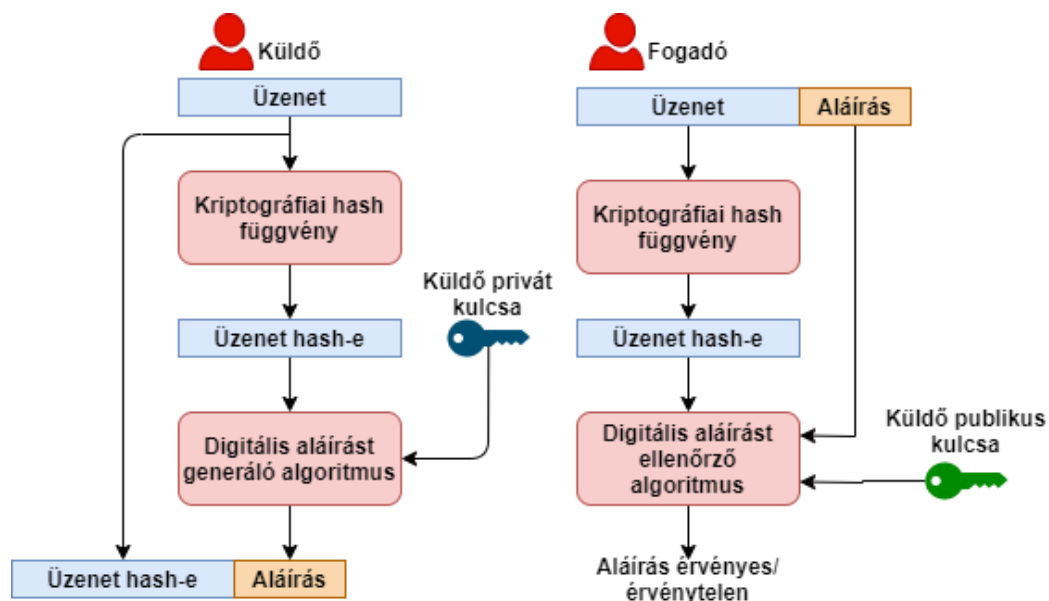 Küldő
Üzenet
Kriptográfiai hash
függvény
Küldő privát
kulcsa
Üzenet hash-e
Digitális aláírást
generáló algoritmus
Üzenet hash-e
Aláírás
Fogadó
Üzenet
Aláírás
Kriptográfiai hash
függvény
Üzenet hash-e
Digitális aláírást
ellenőrző
algoritmus
Küldő publikus
kulcsa
Aláírás érvényes/
érvénytelen